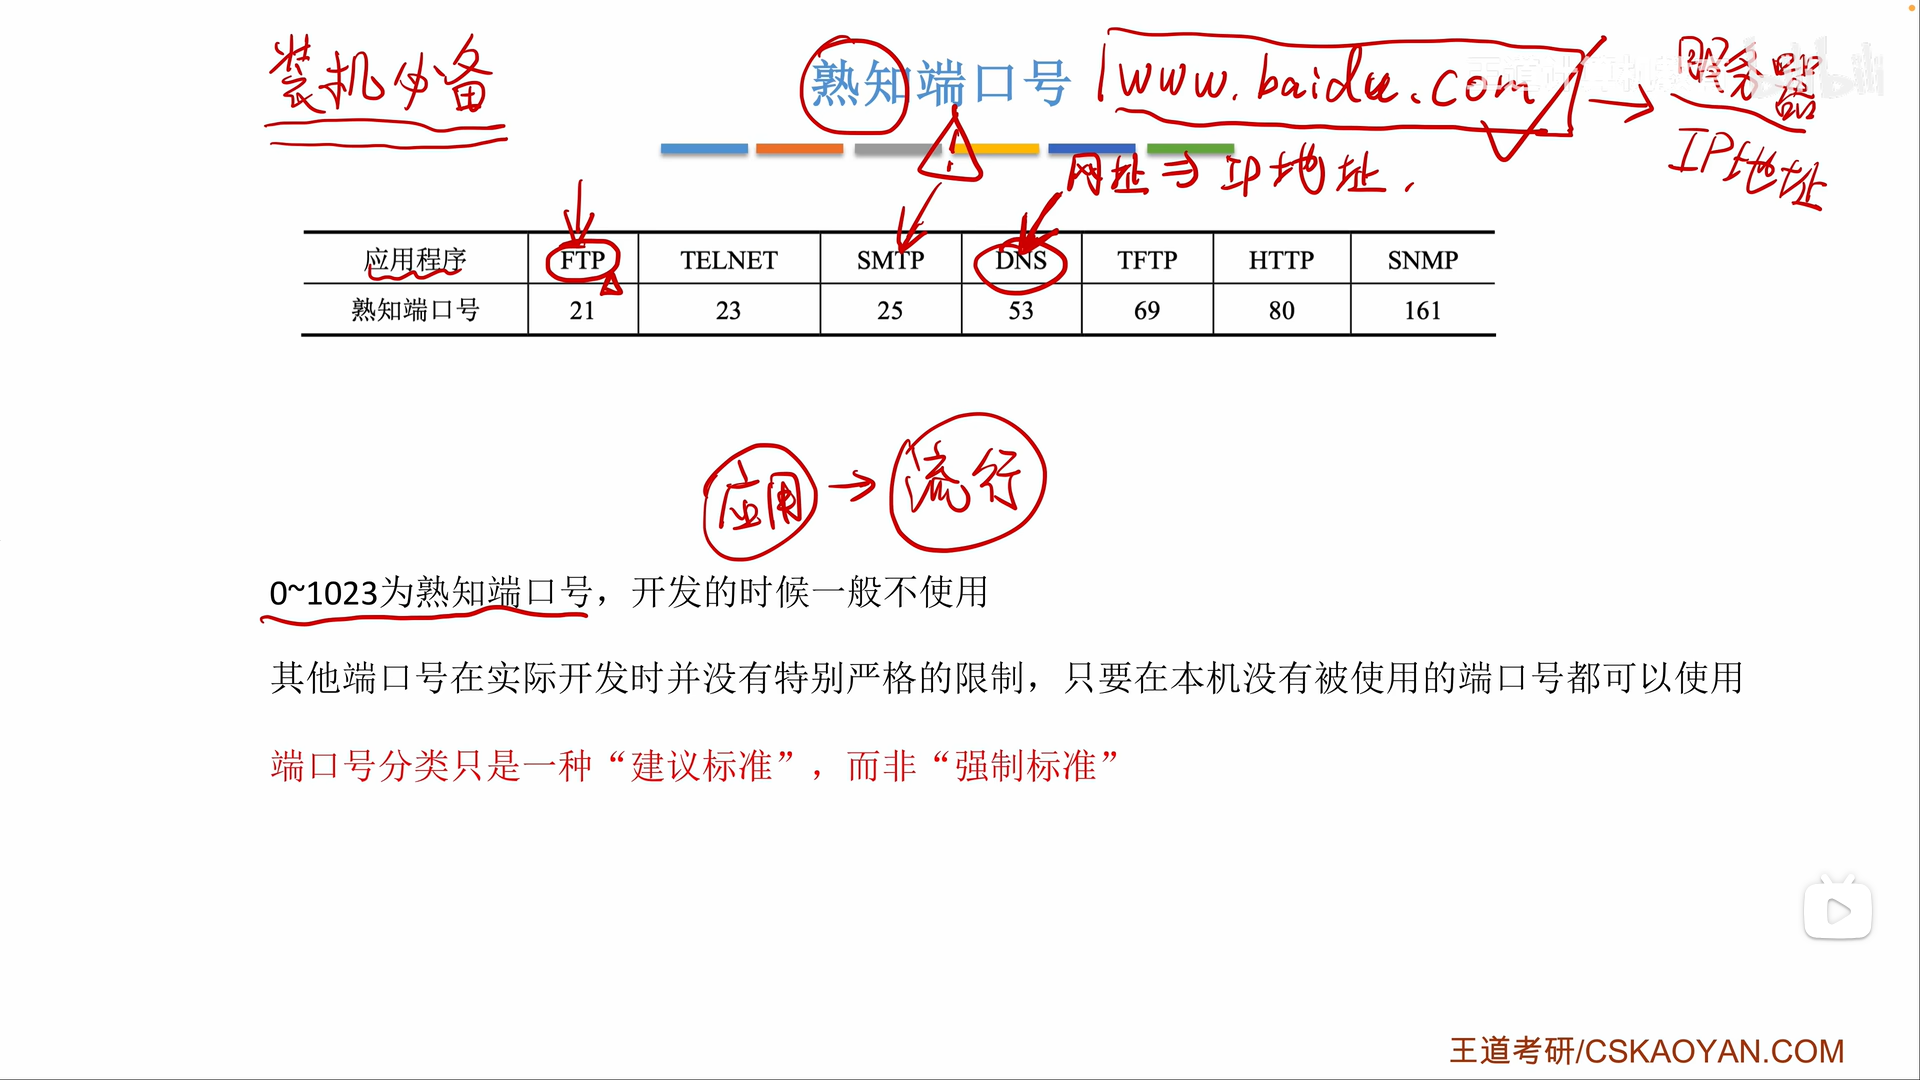 装机必备
熟知端口号
www.baidu.com
服务器
IP地址
网址⇒IP地址.
应用程序 FTP TELNET SMTP DNS TFTP HTTP SNMP
熟知端口号 21 23 25 53 69 80 161
应用→流行
0~1023为熟知端口号，开发的时候一般不使用
其他端口号在实际开发时并没有特别严格的限制，只要在本机没有被使用的端口号都可以使用
端口号分类只是一种“建议标准”，而非“强制标准”
王道考研/CSKAOYAN.COM